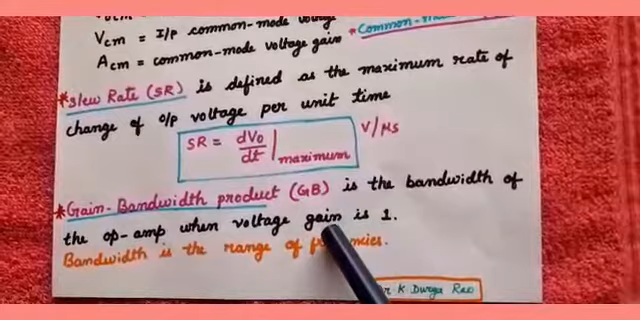 Vcm = I/p common-mode voltage
Acm = common-mode voltage gain *Common-
*Slew Rate (SR) is defined as the maximum rate of
change of o/p voltage per unit time
SR = dVo/dt | maximum V/μs
*Gain-Bandwidth product (GB) is the bandwidth of
the op-amp when voltage gain is 1.
Bandwidth is the range of
K Durga Rao